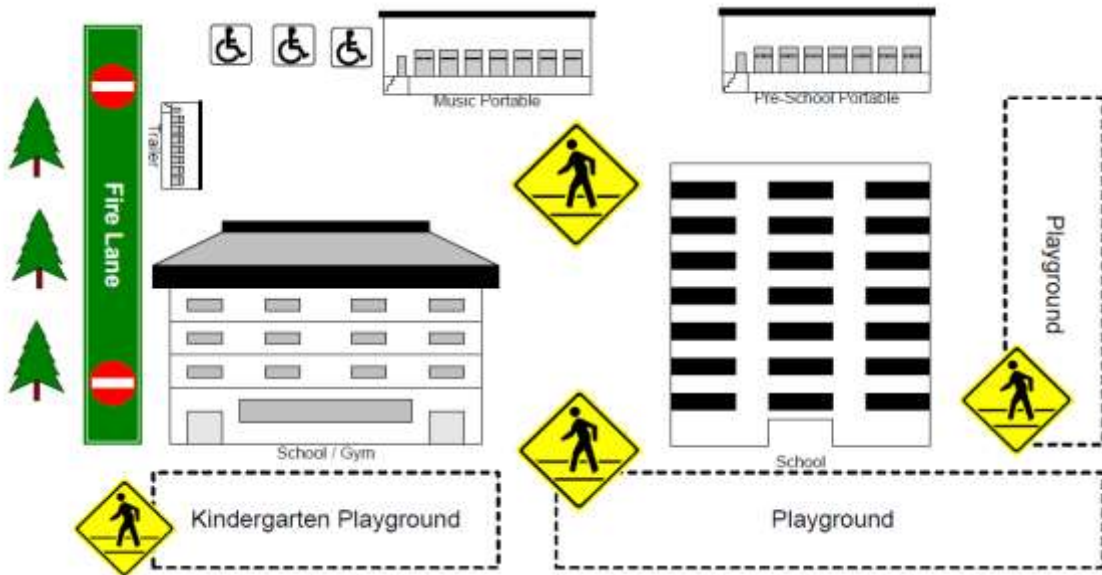 Music Portable
Pre-School Portable
Trailer
Fire Lane
Playground
School / Gym
School
Kindergarten Playground
Playground